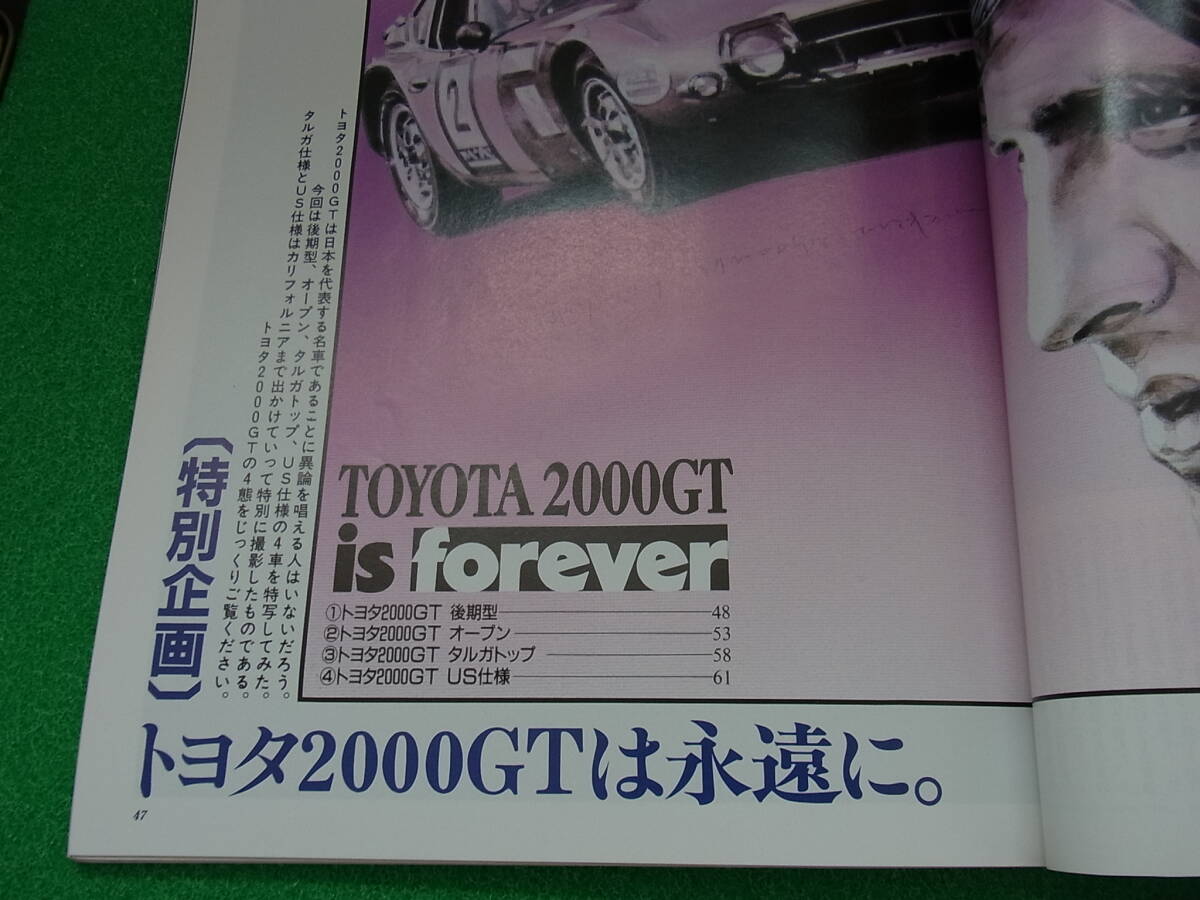 トヨタ2000GTは日本を代表する名車であることに異論を唱える人はいないだろう。
今回は後期型、オープン、タルガトップ、US仕様の4車を特写してみた。
タルガ仕様とUS仕様はカリフォルニアまで出かけていって特別に撮影したものである。
トヨタ2000GTの4態をじっくりご覧ください。
〔特別企画〕
2
TOYOTA 2000GT
is forever
①トヨタ2000GT 後期型 48
②トヨタ2000GT オープン 53
③トヨタ2000GT タルガトップ 58
④トヨタ2000GT US仕様 61
トヨタ2000GTは永遠に。
47